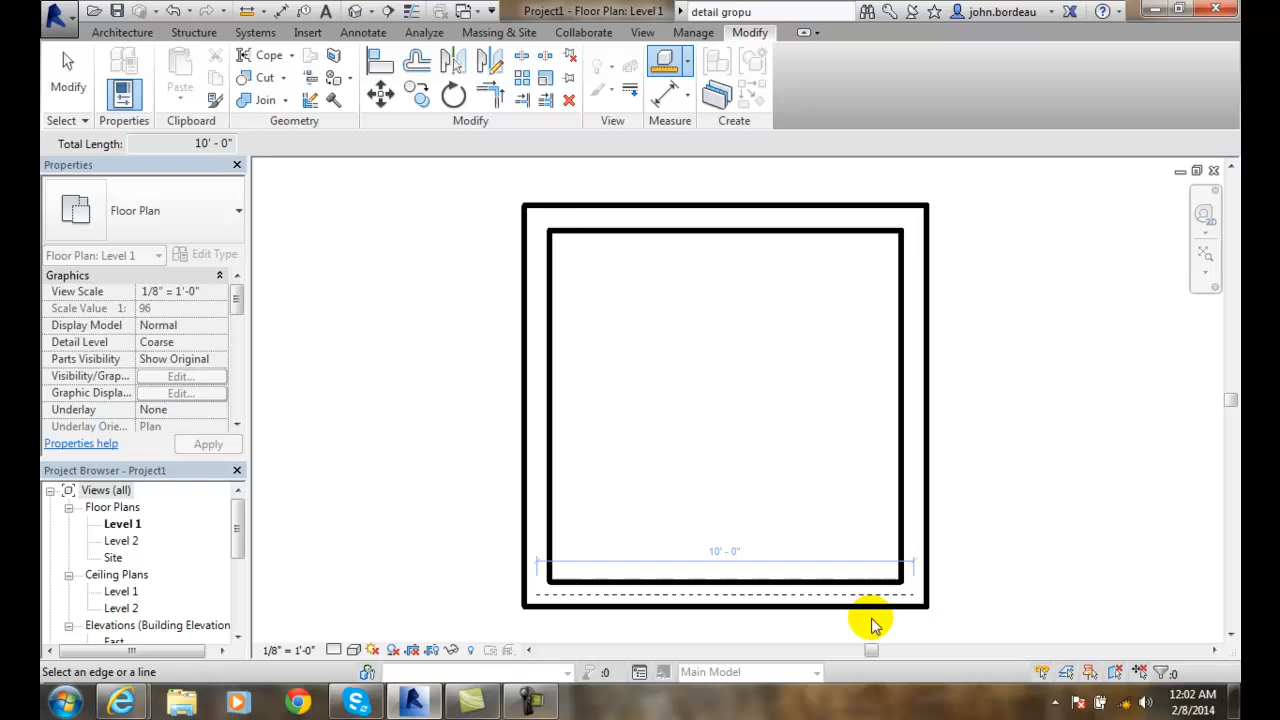 Project1 - Floor Plan: Level 1
detail gropu
john.bordeau
Architecture Structure Systems Insert Annotate Analyze Massing & Site Collaborate View Manage Modify
Modify
Paste
Cope
Cut
Join
Select Properties Clipboard Geometry Modify View Measure Create
Total Length: 10' - 0"
Properties
Floor Plan
Floor Plan: Level 1 Edit Type
Graphics
View Scale 1/8" = 1'-0"
Scale Value 1: 96
Display Model Normal
Detail Level Coarse
Parts Visibility Show Original
Visibility/Grap... Edit...
Graphic Displa... Edit...
Underlay None
Underlay Orie... Plan
Properties help Apply
Project Browser - Project1
Views (all)
Floor Plans
Level 1
Level 2
Site
Ceiling Plans
Level 1
Level 2
Elevations (Building Elevation
East
2D
10' - 0"
1/8" = 1'-0"
Select an edge or a line
:0
Main Model
:0
12:02 AM
2/8/2014